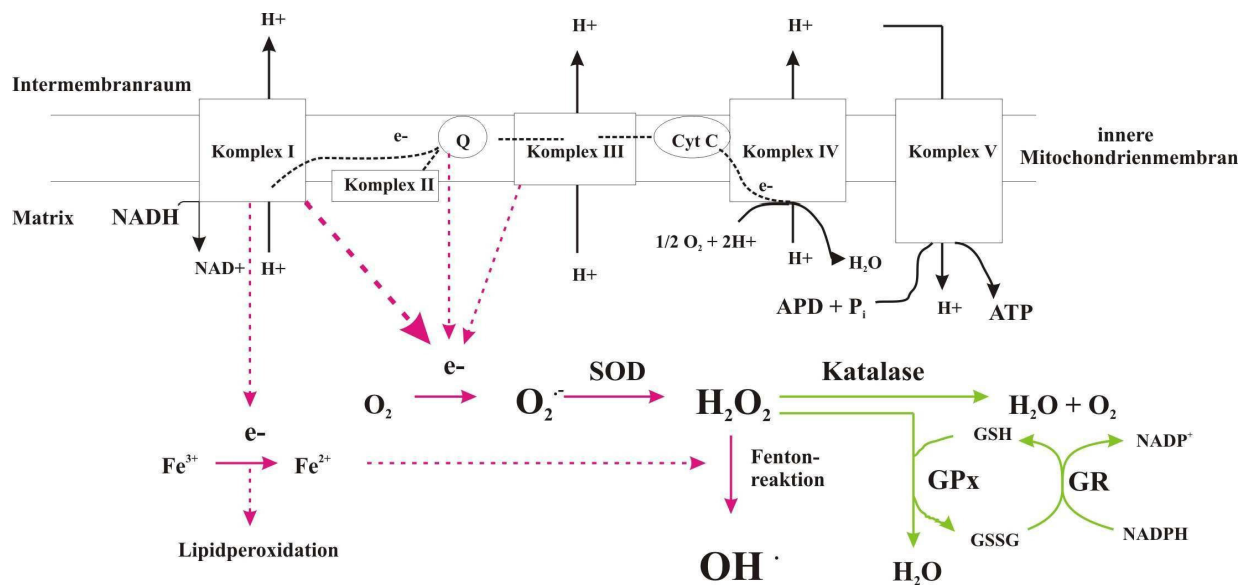 H+
H+
H+
Intermembranraum
Komplex I
e-
Q
Komplex II
Komplex III
Cyt C
Komplex IV
e-
Komplex V
innere
Mitochondrienmembran
Matrix
NADH
NAD+
H+
H+
1/2 O₂ + 2H+
H+
H₂O
APD + Pᵢ
H+
ATP
e-
O₂
O₂·⁻
SOD
H₂O₂
Katalase
H₂O + O₂
e-
Fe³⁺
Fe²⁺
Fenton-
reaktion
GSH
NADP⁺
GPx
GR
GSSG
NADPH
Lipidperoxidation
OH·
H₂O